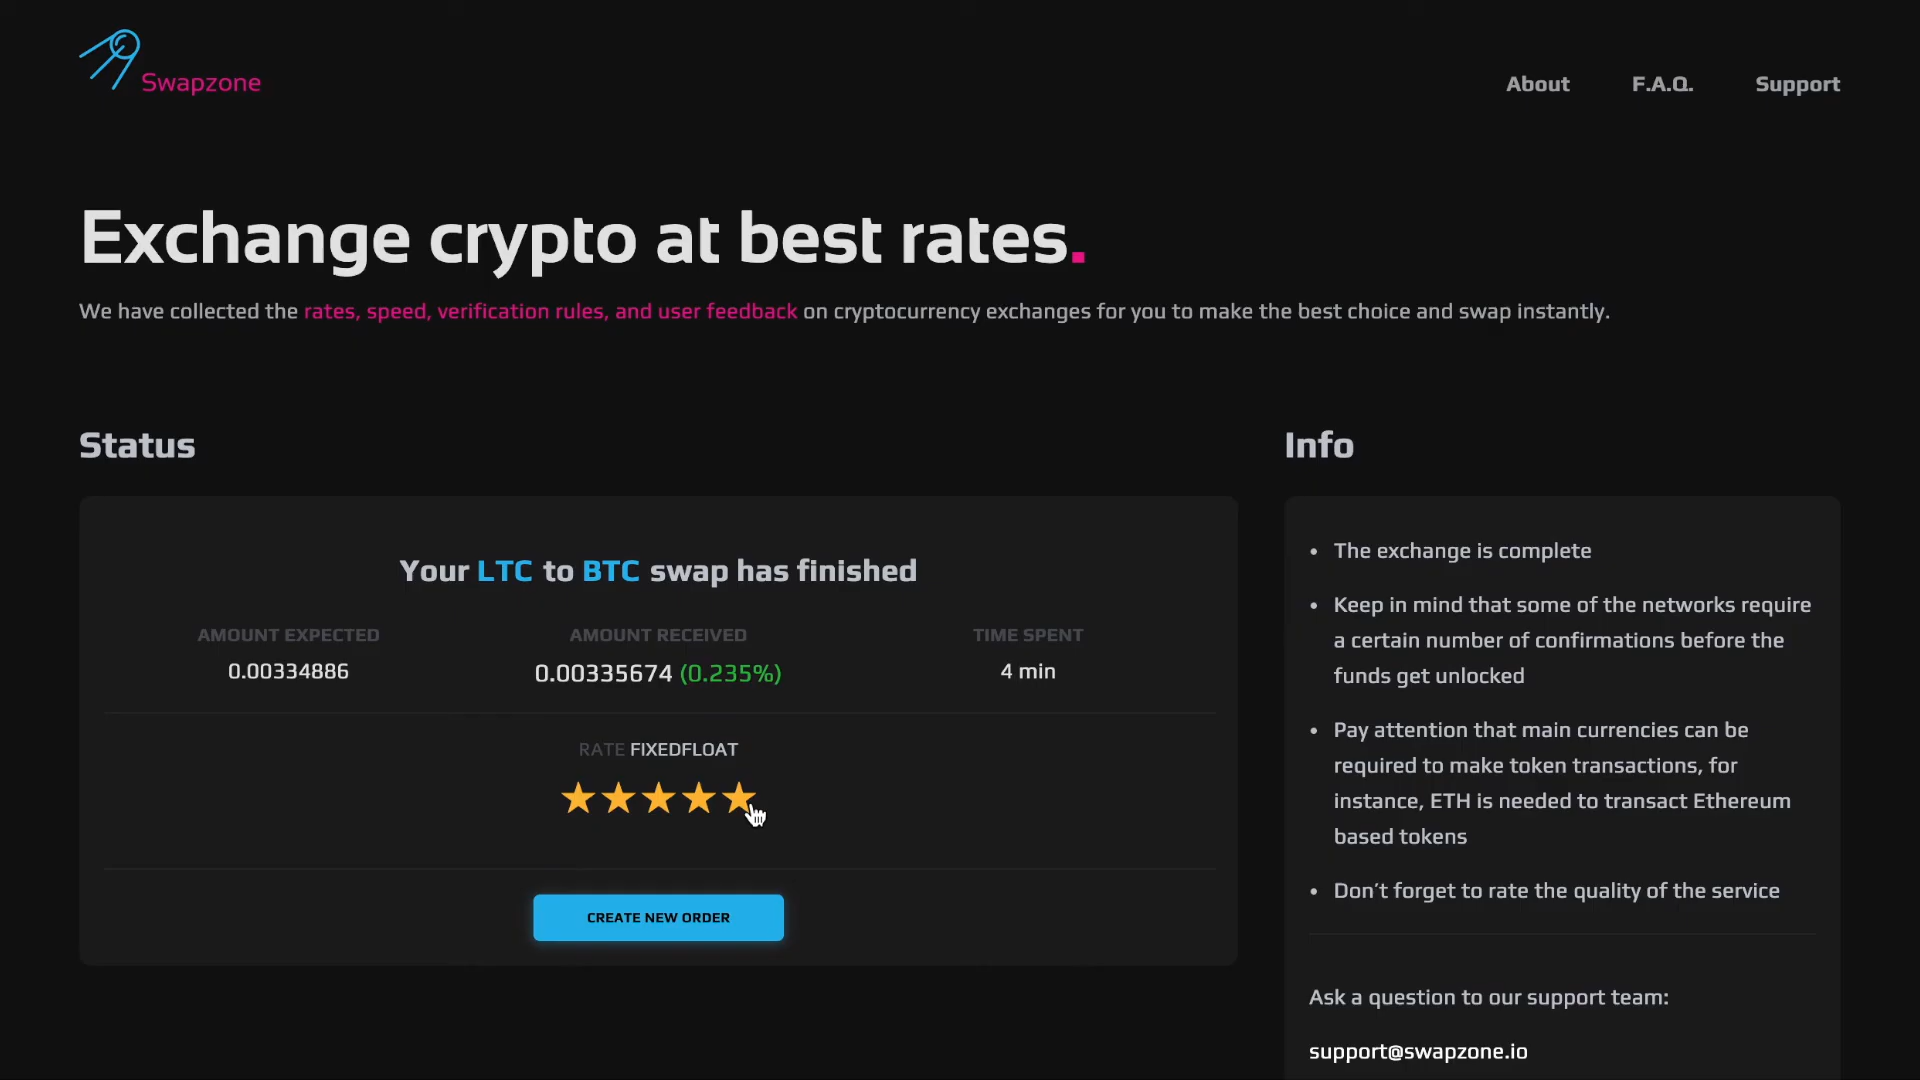 Swapzone
About
F.A.Q.
Support
Exchange crypto at best rates.
We have collected the rates, speed, verification rules, and user feedback on cryptocurrency exchanges for you to make the best choice and swap instantly.
Status
Your LTC to BTC swap has finished
AMOUNT EXPECTED
0.00334886
AMOUNT RECEIVED
0.00335674 (0.235%)
TIME SPENT
4 min
RATE FIXEDFLOAT
CREATE NEW ORDER
Info
• The exchange is complete
• Keep in mind that some of the networks require
a certain number of confirmations before the
funds get unlocked
• Pay attention that main currencies can be
required to make token transactions, for
instance, ETH is needed to transact Ethereum
based tokens
• Don't forget to rate the quality of the service
Ask a question to our support team:
support@swapzone.io